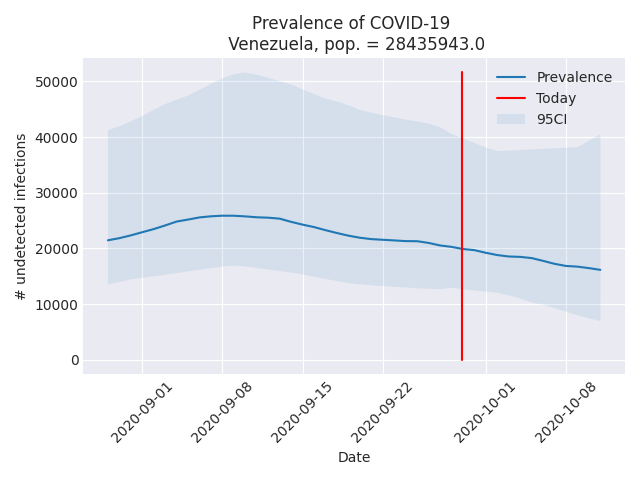 Prevalence of COVID-19
Venezuela, pop. = 28435943.0
# undetected infections
50000
40000
30000
20000
10000
0
Prevalence
Today
95CI
2020-09-01
2020-09-08
2020-09-15
2020-09-22
2020-10-01
2020-10-08
Date